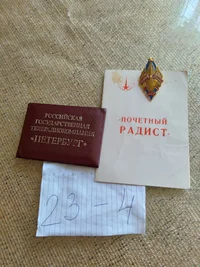 РОССИЙСКАЯ
ГОСУДАРСТВЕННАЯ
ТЕЛЕРАДИОКОМПАНИЯ
«ПЕТЕРБУРГ»
«ПОЧЕТНЫЙ
РАДИСТ»
23-4